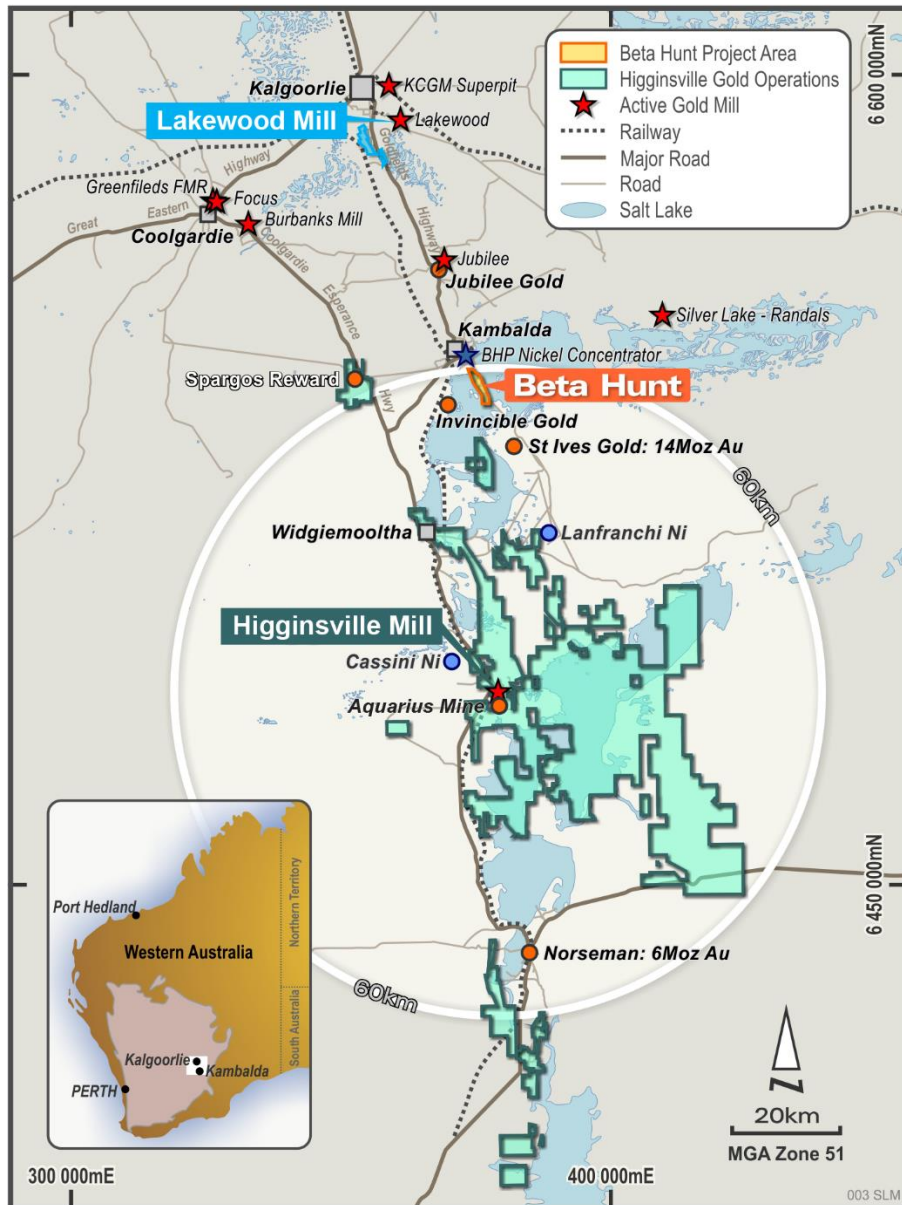 Beta Hunt Project Area
Higginsville Gold Operations
Active Gold Mill
Railway
Major Road
Road
Salt Lake
6 600 000mN
Kalgoorlie
KCGM Superpit
Lakewood Mill
Lakewood
Goldfields
Highway
Highway
Greenfileds FMR
Focus
Burbanks Mill
Great
Eastern
Coolgardie
Coolgardie
Esperance
Hwy
Jubilee
Jubilee Gold
Silver Lake - Randals
Kambalda
BHP Nickel Concentrator
Spargos Reward
Beta Hunt
Invincible Gold
St Ives Gold: 14Moz Au
60km
Widgiemooltha
Lanfranchi Ni
Higginsville Mill
Cassini Ni
Aquarius Mine
6 450 000mN
Norseman: 6Moz Au
60km
Port Hedland
Western Australia
Northern Territory
South Australia
Kalgoorlie
Kambalda
PERTH
N
20km
MGA Zone 51
300 000mE
400 000mE
003 SLM